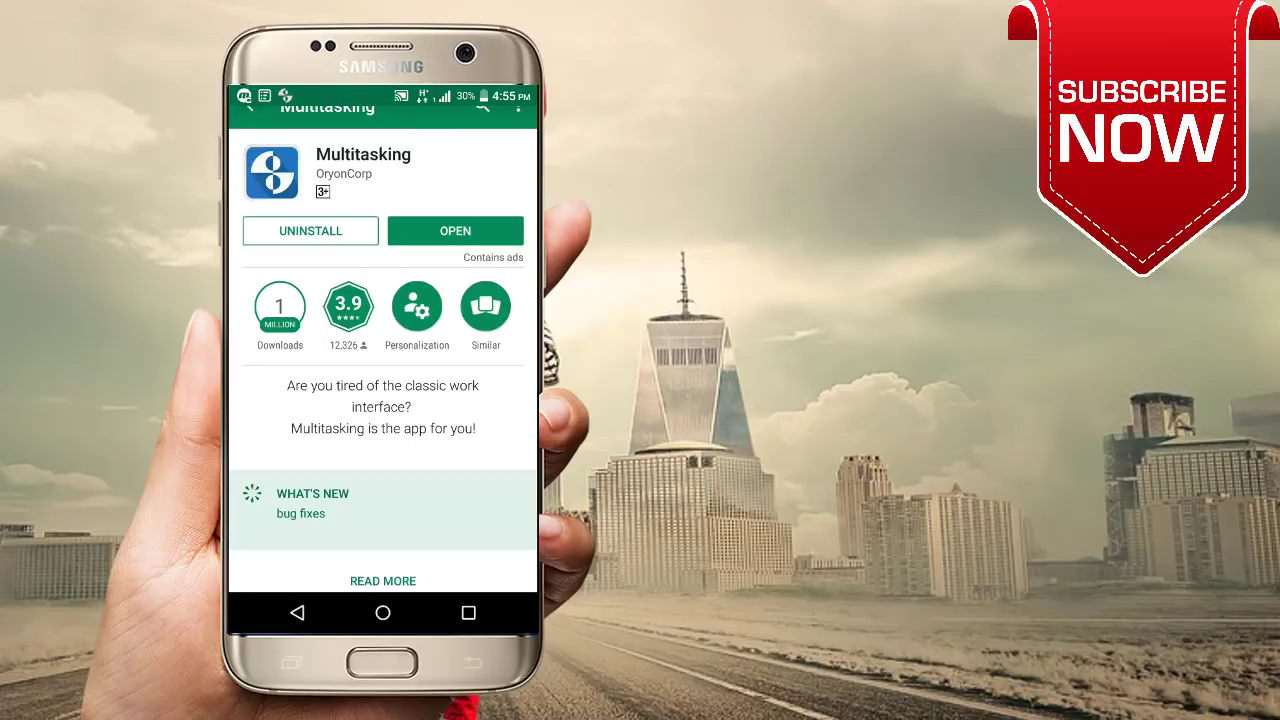 SAMSUNG
30% 4:55 PM
Multitasking
Multitasking
OryonCorp
3+
UNINSTALL
OPEN
Contains ads
1
MILLION
3.9
Downloads
12,326
Personalization
Similar
Are you tired of the classic work
interface?
Multitasking is the app for you!
WHAT'S NEW
bug fixes
READ MORE
SUBSCRIBE
NOW